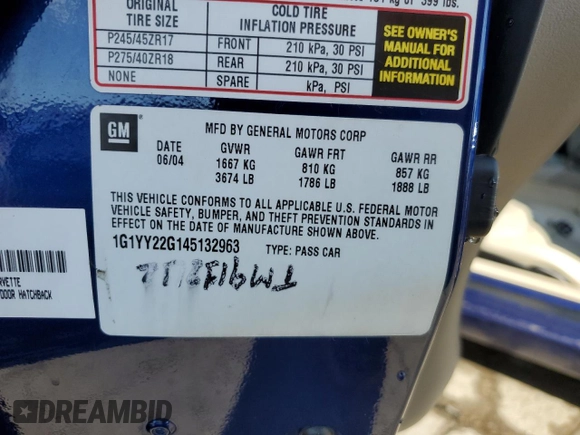 ORIGINAL TIRE SIZE
COLD TIRE INFLATION PRESSURE
P245/45ZR17 FRONT 210 kPa, 30 PSI
P275/40ZR18 REAR 210 kPa, 30 PSI
NONE SPARE kPa, PSI
SEE OWNER'S
MANUAL FOR
ADDITIONAL
INFORMATION
GM
MFD BY GENERAL MOTORS CORP
DATE GVWR GAWR FRT GAWR RR
06/04 1667 KG 810 KG 857 KG
3674 LB 1786 LB 1888 LB
THIS VEHICLE CONFORMS TO ALL APPLICABLE U.S. FEDERAL MOTOR
VEHICLE SAFETY, BUMPER, AND THEFT PREVENTION STANDARDS IN
EFFECT ON THE DATE OF MANUFACTURE SHOWN ABOVE.
1G1YY22G145132963 TYPE: PASS CAR
RVETTE
DOOR HATCHBACK
DREAMBID